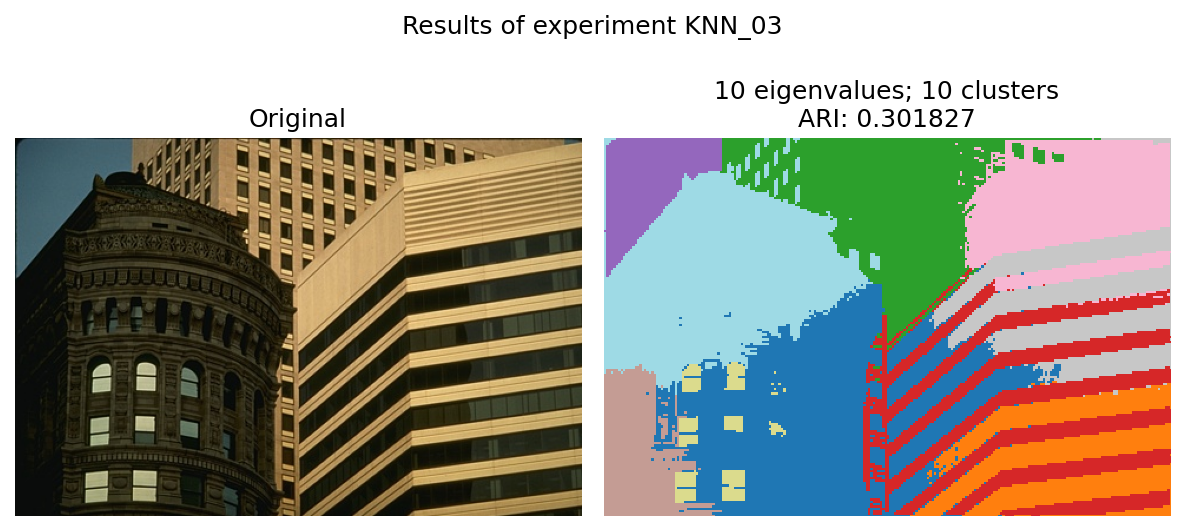 Results of experiment KNN_03
Original
10 eigenvalues; 10 clusters
ARI: 0.301827